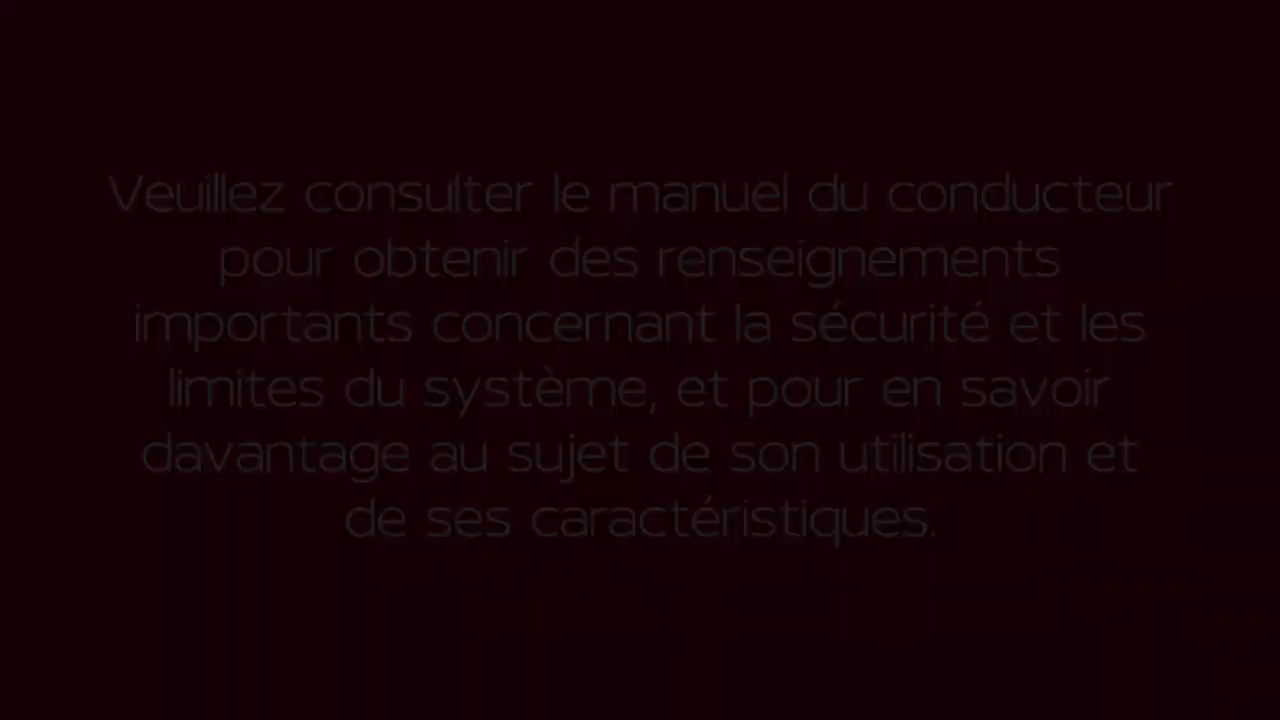 Veuillez consulter le manuel du conducteur
pour obtenir des renseignements
importants concernant la sécurité et les
limites du système, et pour en savoir
davantage au sujet de son utilisation et
de ses caractéristiques.